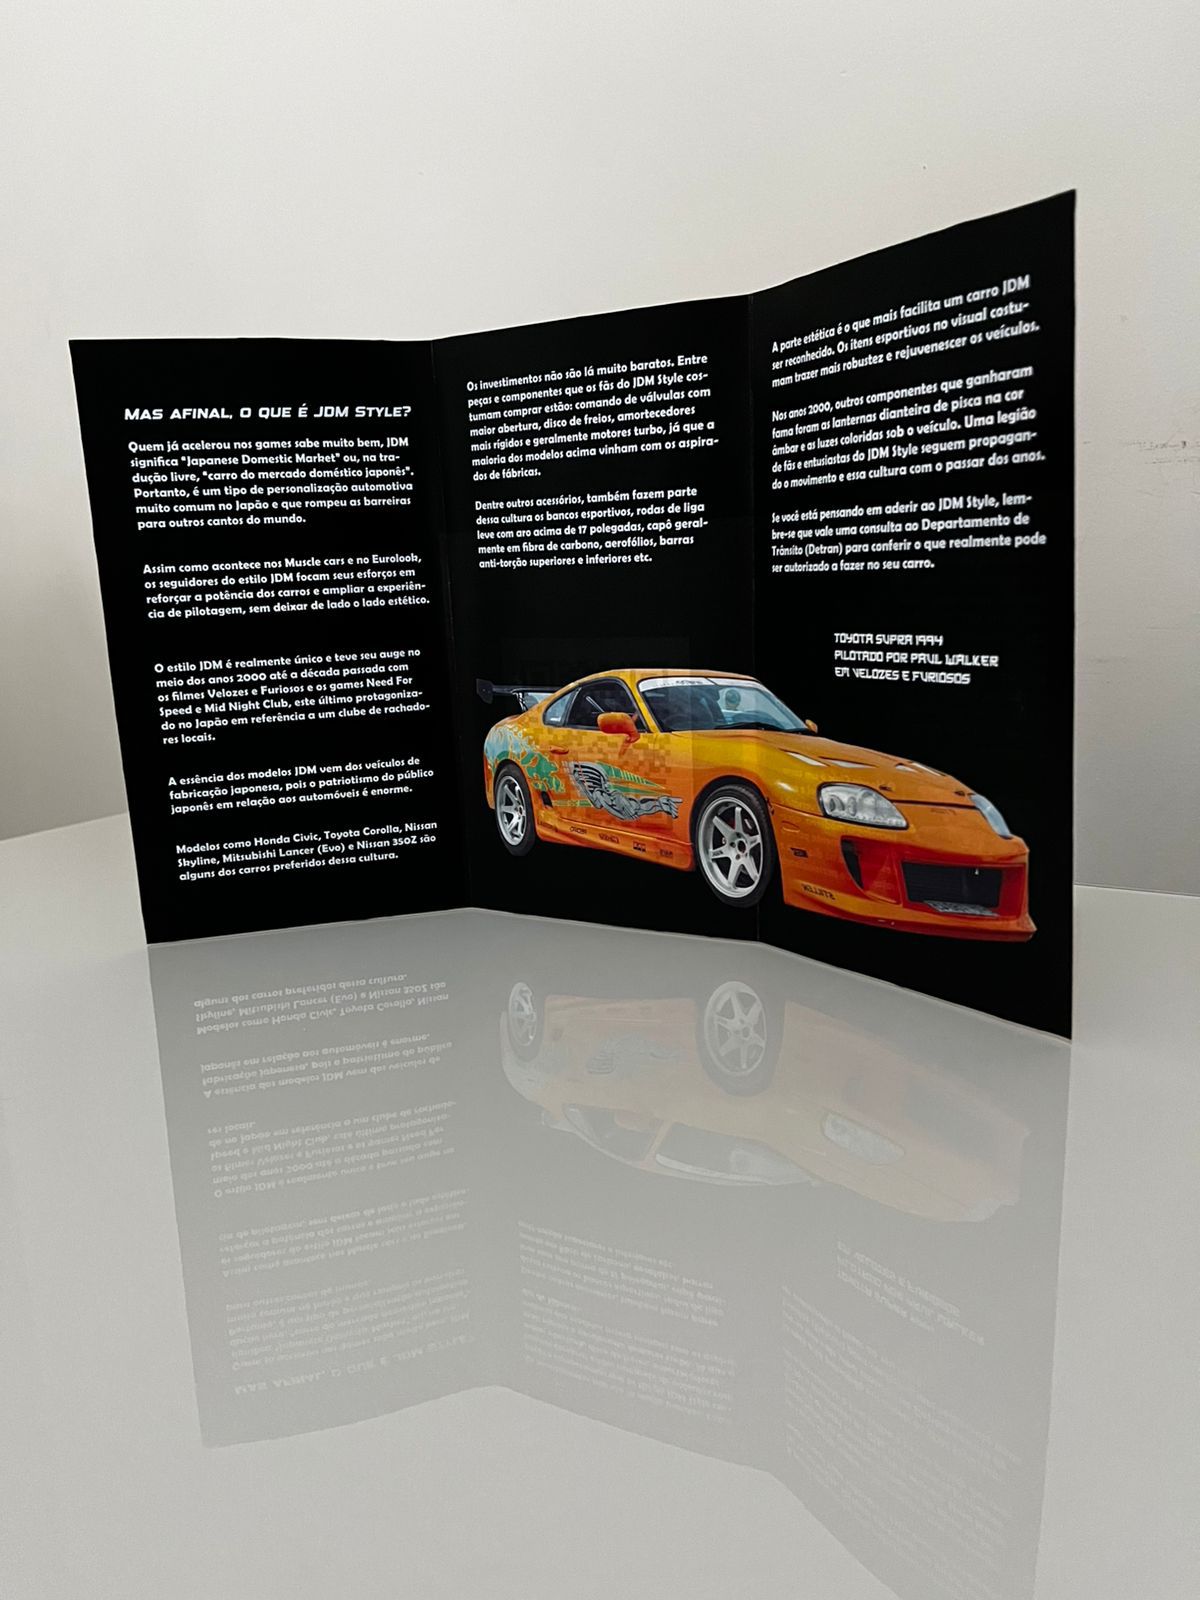 MAS AFINAL, O QUE É JDM STYLE?
Quem já acelerou nos games sabe muito bem, JDM
significa "Japanese Domestic Market" ou, na tra-
dução livre, "carro do mercado doméstico japonês".
Portanto, é um tipo de personalização automotiva
muito comum no Japão e que rompeu as barreiras
para outros cantos do mundo.
Assim como acontece nos Muscle cars e no Eurolook,
os seguidores do estilo JDM focam seus esforços em
reforçar a potência dos carros e ampliar a experiên-
cia de pilotagem, sem deixar de lado o lado estético.
O estilo JDM é realmente único e teve seu auge no
meio dos anos 2000 até a década passada com
os filmes Velozes e Furiosos e os games Need For
Speed e Mid Night Club, este último protagoniza-
do no Japão em referência a um clube de rachado-
res locais.
A essência dos modelos JDM vem dos veículos de
fabricação japonesa, pois o patriotismo do público
japonês em relação aos automóveis é enorme.
Modelos como Honda Civic, Toyota Corolla, Nissan
Skyline, Mitsubishi Lancer (Evo) e Nissan 350Z são
alguns dos carros preferidos dessa cultura.
Os investimentos não são lá muito baratos. Entre
peças e componentes que os fãs do JDM Style cos-
tumam comprar estão: comando de válvulas com
maior abertura, disco de freios, amortecedores
mais rígidos e geralmente motores turbo, já que a
maioria dos modelos acima vinham com os aspira-
dos de fábricas.
Dentre outros acessórios, também fazem parte
dessa cultura os bancos esportivos, rodas de liga
leve com aro acima de 17 polegadas, capô geral-
mente em fibra de carbono, aerofólios, barras
anti-torção superiores e inferiores etc.
A parte estética é o que mais facilita um carro JDM
ser reconhecido. Os itens esportivos no visual costu-
mam trazer mais robustez e rejuvenescer os veículos.
Nos anos 2000, outros componentes que ganharam
fama foram as lanternas dianteira de pisca na cor
âmbar e as luzes coloridas sob o veículo. Uma legião
de fãs e entusiastas do JDM Style seguem propagan-
do o movimento e essa cultura com o passar dos anos.
Se você está pensando em aderir ao JDM Style, lem-
bre-se que vale uma consulta ao Departamento de
Trânsito (Detran) para conferir o que realmente pode
ser autorizado a fazer no seu carro.
TOYOTA SUPRA 1994
PILOTADO POR PAUL WALKER
EM VELOZES E FURIOSOS